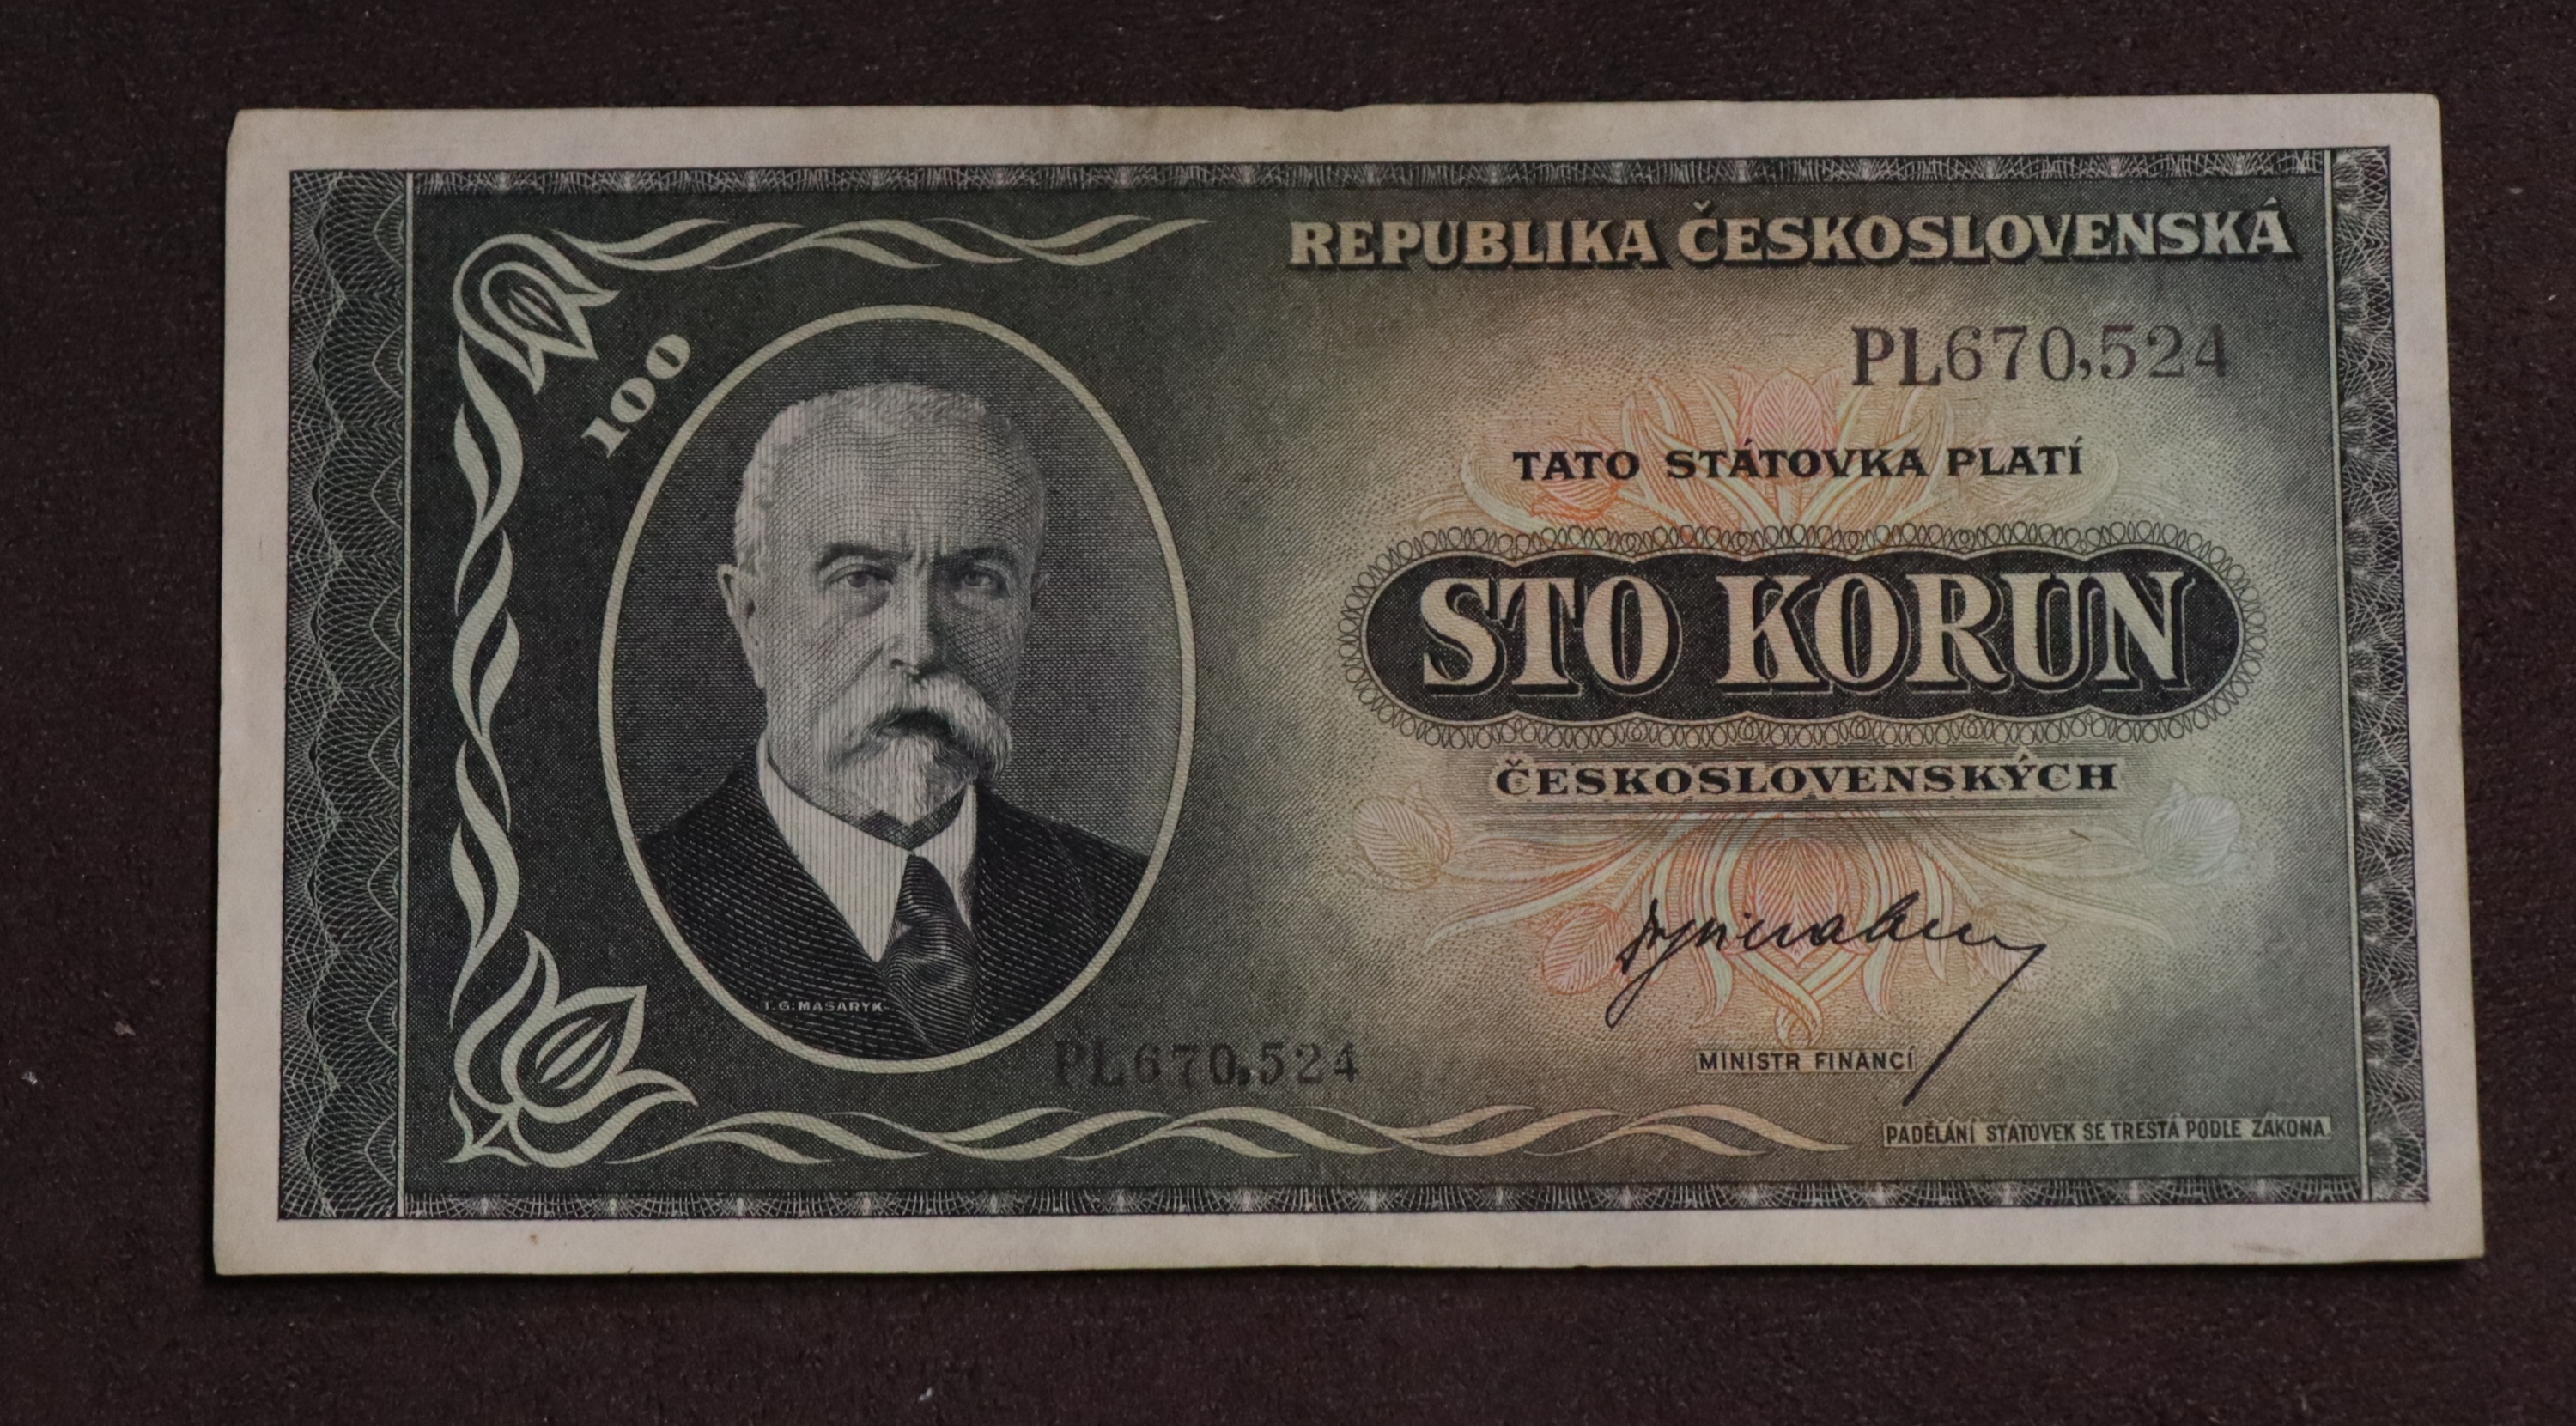 REPUBLIKA ČESKOSLOVENSKÁ
100
PL670,524
TATO STÁTOVKA PLATÍ
STO KORUN
ČESKOSLOVENSKÝCH
T. G. MASARYK
PL670,524
MINISTR FINANCÍ
PADĚLÁNÍ STÁTOVEK SE TRESTÁ PODLE ZÁKONA